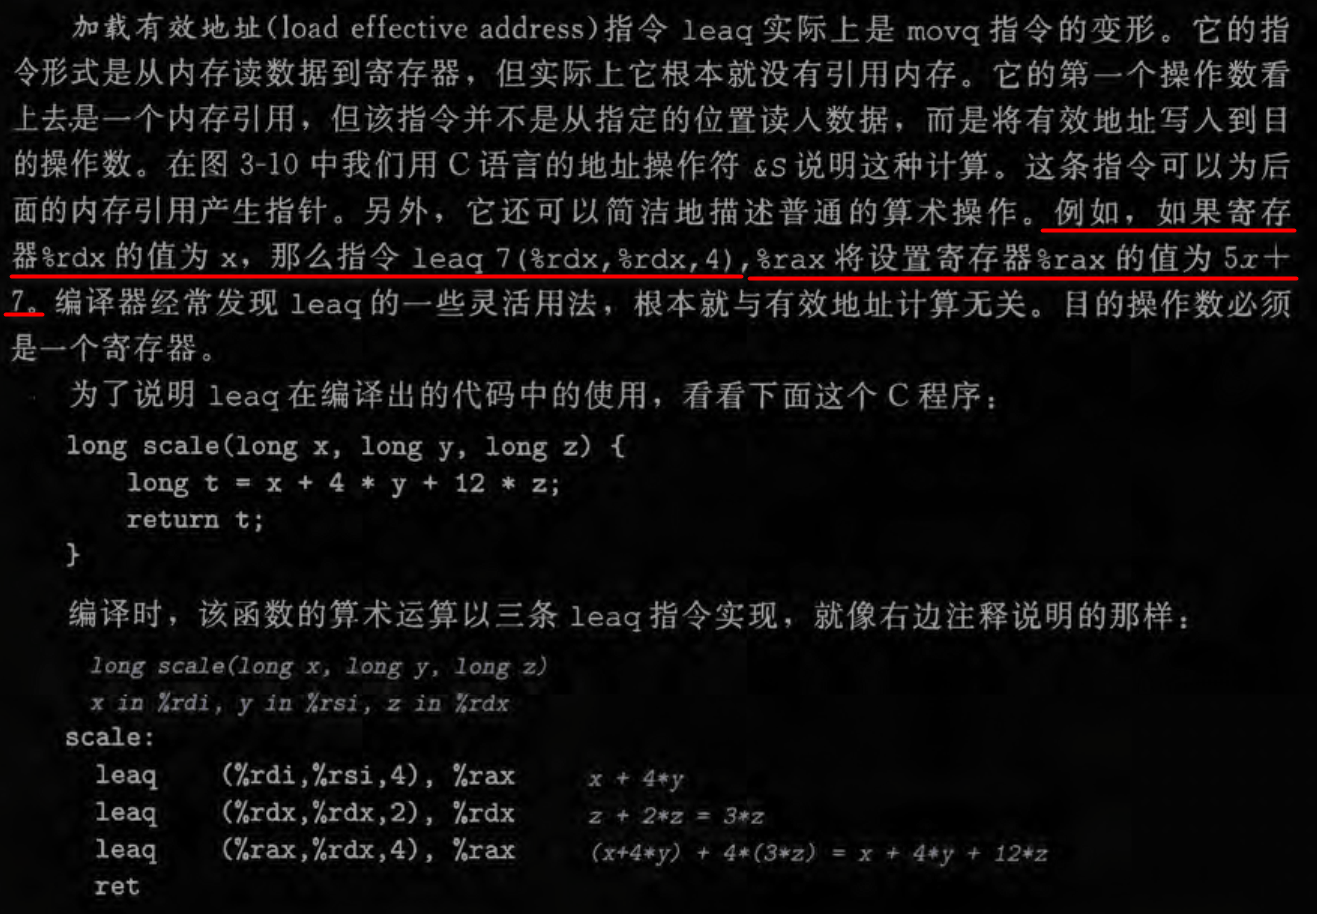 加载有效地址(load effective address)指令 leaq 实际上是 movq 指令的变形。它的指
令形式是从内存读数据到寄存器，但实际上它根本就没有引用内存。它的第一个操作数看
上去是一个内存引用，但该指令并不是从指定的位置读入数据，而是将有效地址写入到目
的操作数。在图 3-10 中我们用 C 语言的地址操作符 &S 说明这种计算。这条指令可以为后
面的内存引用产生指针。另外，它还可以简洁地描述普通的算术操作。例如，如果寄存
器%rdx 的值为 x，那么指令 leaq 7(%rdx,%rdx,4),%rax 将设置寄存器%rax 的值为 5x+
7。编译器经常发现 leaq 的一些灵活用法，根本就与有效地址计算无关。目的操作数必须
是一个寄存器。
为了说明 leaq 在编译出的代码中的使用，看看下面这个 C 程序：
long scale(long x, long y, long z) {
    long t = x + 4 * y + 12 * z;
    return t;
}
编译时，该函数的算术运算以三条 leaq 指令实现，就像右边注释说明的那样：
long scale(long x, long y, long z)
x in %rdi, y in %rsi, z in %rdx
scale:
leaq (%rdi,%rsi,4), %rax x + 4*y
leaq (%rdx,%rdx,2), %rdx z + 2*z = 3*z
leaq (%rax,%rdx,4), %rax (x+4*y) + 4*(3*z) = x + 4*y + 12*z
ret